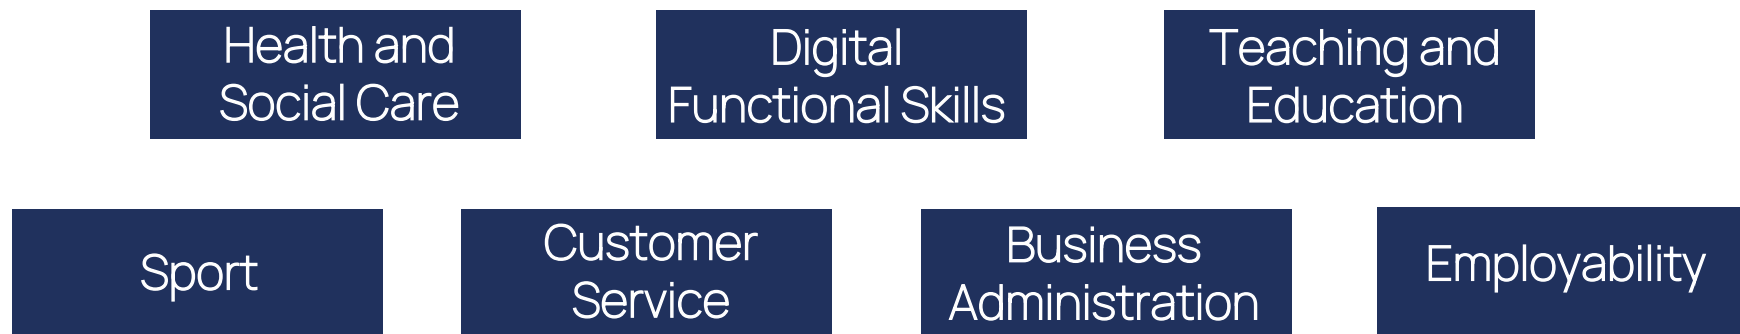 Health and
Social Care
Digital
Functional Skills
Teaching and
Education
Sport
Customer
Service
Business
Administration
Employability